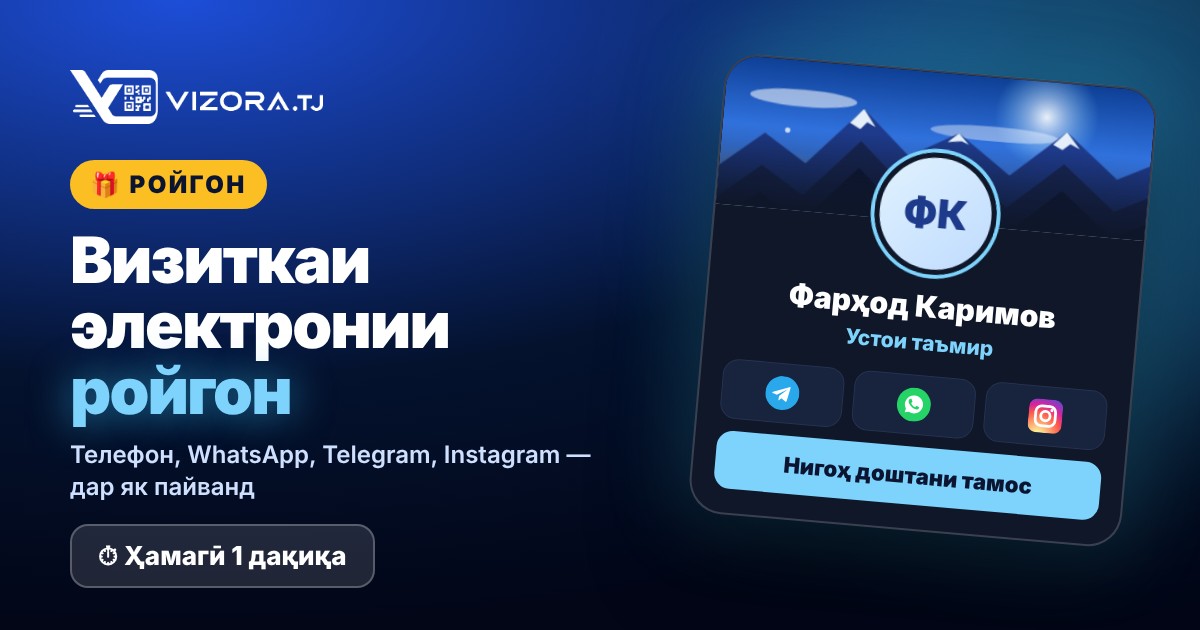 VIZORA.TJ
🎁 РОЙГОН
Визиткаи
электронии
ройгон
Телефон, WhatsApp, Telegram, Instagram —
дар як пайванд
⏱ Ҳамагӣ 1 дақиқа
ФК
Фарҳод Каримов
Устои таъмир
Нигоҳ доштани тамос